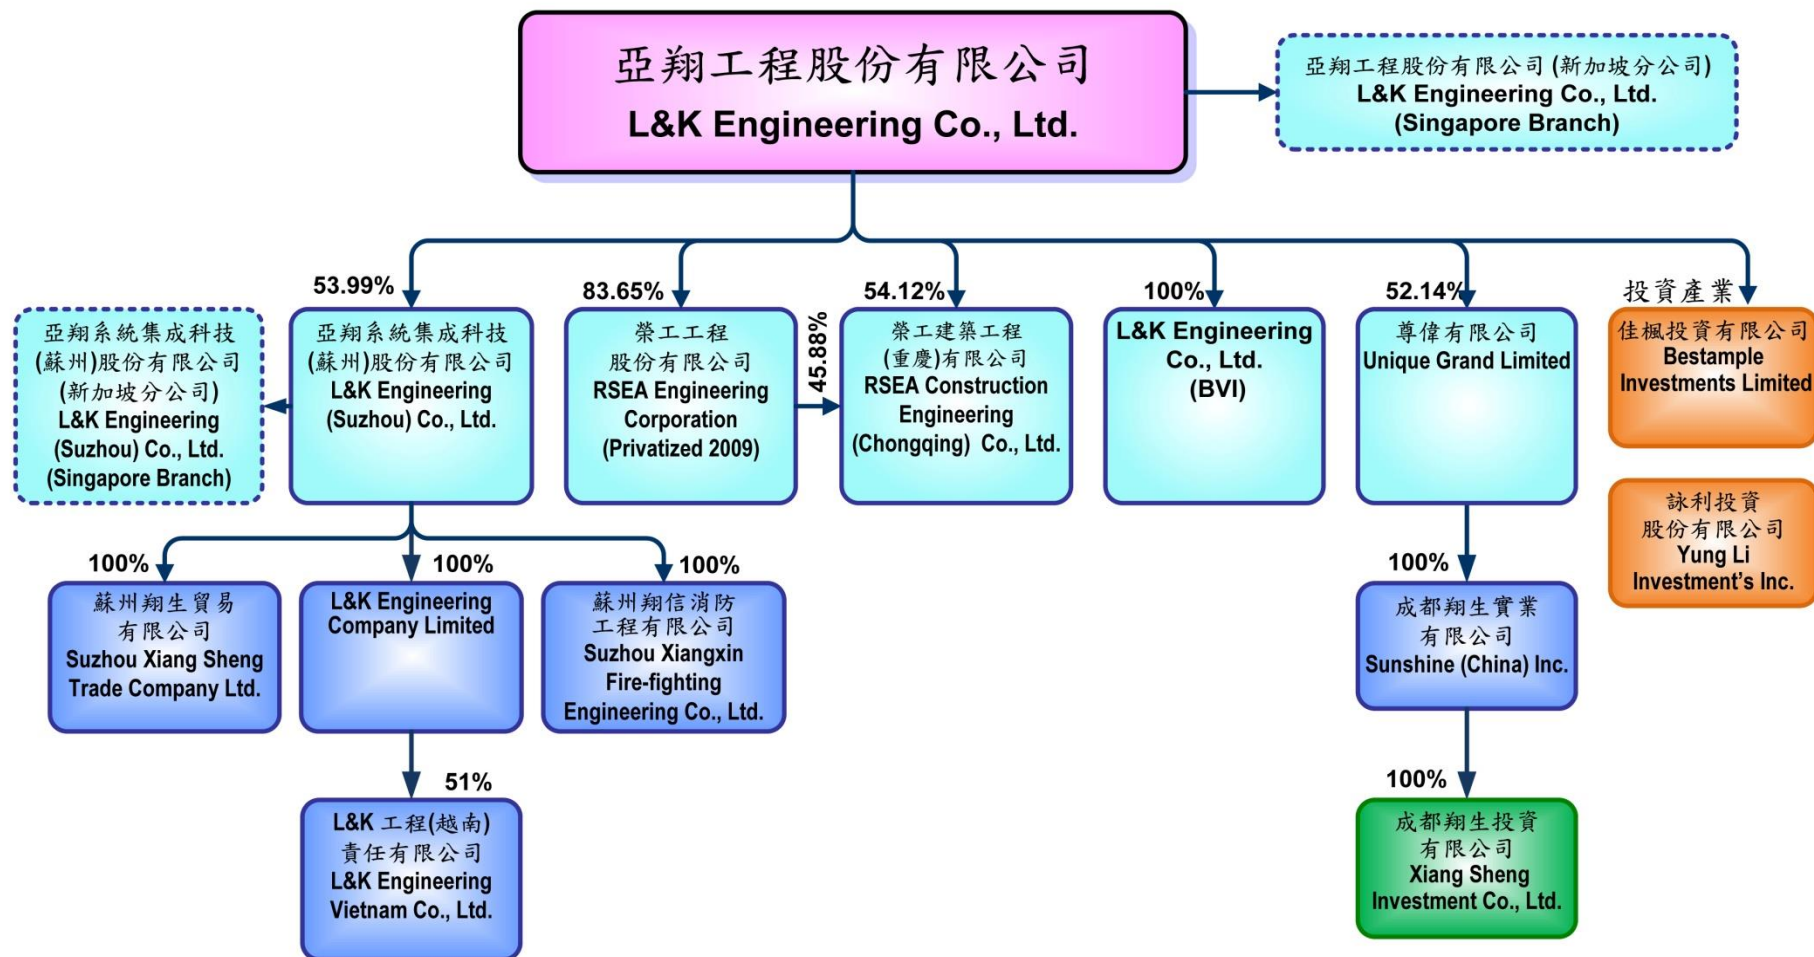 亞翔工程股份有限公司
L&K Engineering Co., Ltd.
亞翔工程股份有限公司 (新加坡分公司)
L&K Engineering Co., Ltd.
(Singapore Branch)
53.99%
83.65%
54.12%
100%
52.14%
投資產業
亞翔系統集成科技
(蘇州)股份有限公司
(新加坡分公司)
L&K Engineering
(Suzhou) Co., Ltd.
(Singapore Branch)
亞翔系統集成科技
(蘇州)股份有限公司
L&K Engineering
(Suzhou) Co., Ltd.
榮工工程
股份有限公司
RSEA Engineering
Corporation
(Privatized 2009)
45.88%
榮工建築工程
(重慶)有限公司
RSEA Construction
Engineering
(Chongqing) Co., Ltd.
L&K Engineering
Co., Ltd.
(BVI)
尊偉有限公司
Unique Grand Limited
佳楓投資有限公司
Bestample
Investments Limited
詠利投資
股份有限公司
Yung Li
Investment's Inc.
100%
100%
100%
100%
蘇州翔生貿易
有限公司
Suzhou Xiang Sheng
Trade Company Ltd.
L&K Engineering
Company Limited
蘇州翔信消防
工程有限公司
Suzhou Xiangxin
Fire-fighting
Engineering Co., Ltd.
成都翔生實業
有限公司
Sunshine (China) Inc.
51%
100%
L&K 工程(越南)
責任有限公司
L&K Engineering
Vietnam Co., Ltd.
成都翔生投資
有限公司
Xiang Sheng
Investment Co., Ltd.